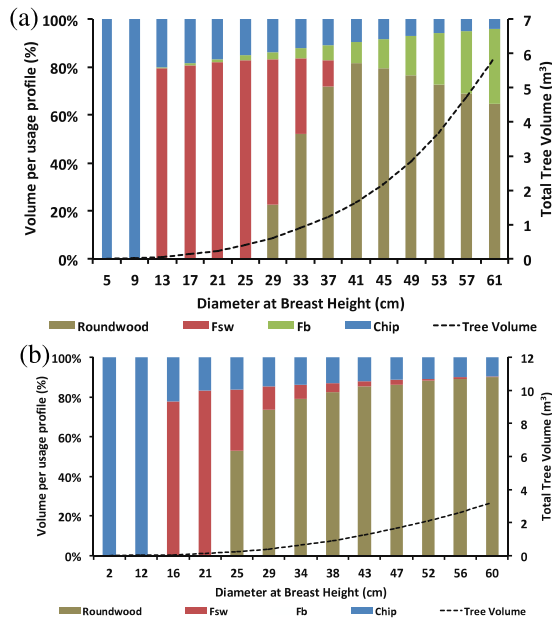 (a)
Volume per usage profile (%)
100%
80%
60%
40%
20%
0%
7
6
5
4
3
2
1
0
Total Tree Volume (m³)
5 9 13 17 21 25 29 33 37 41 45 49 53 57 61
Diameter at Breast Height (cm)
Roundwood Fsw Fb Chip Tree Volume
(b)
Volume per usage profile (%)
100%
80%
60%
40%
20%
0%
12
10
8
6
4
2
0
Total Tree Volume (m³)
2 12 16 21 25 29 34 38 43 47 52 56 60
Diameter at Breast Height (cm)
Roundwood Fsw Fb Chip Tree Volume